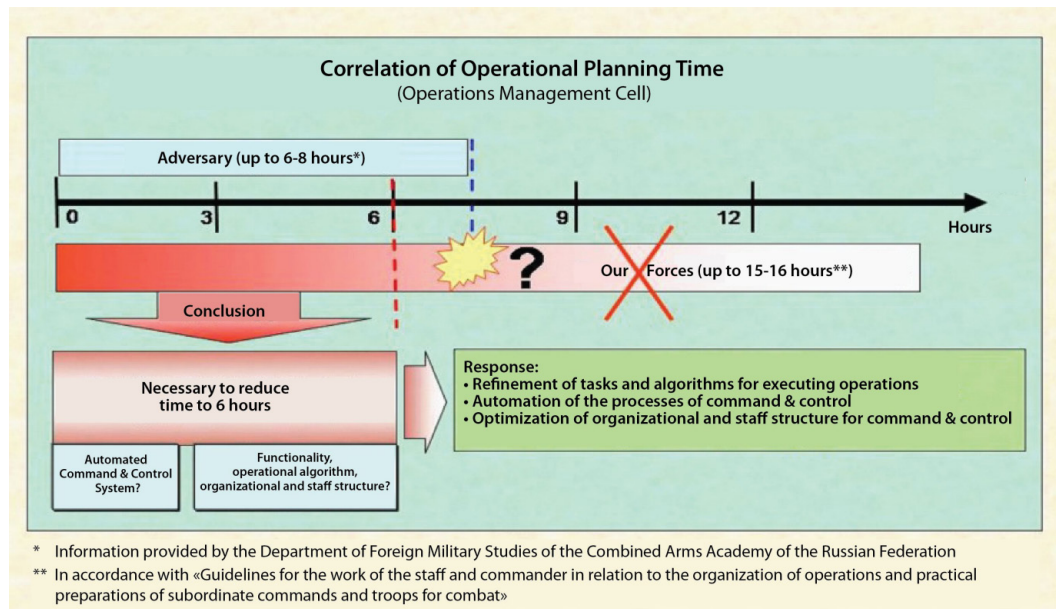 Correlation of Operational Planning Time
(Operations Management Cell)
Adversary (up to 6-8 hours*)
0 3 6 9 12
Hours
? Our Forces (up to 15-16 hours**)
Conclusion
Necessary to reduce
time to 6 hours
Response:
• Refinement of tasks and algorithms for executing operations
• Automation of the processes of command & control
• Optimization of organizational and staff structure for command & control
Automated
Command & Control
System?
Functionality,
operational algorithm,
organizational and staff structure?
* Information provided by the Department of Foreign Military Studies of the Combined Arms Academy of the Russian Federation
** In accordance with «Guidelines for the work of the staff and commander in relation to the organization of operations and practical
preparations of subordinate commands and troops for combat»